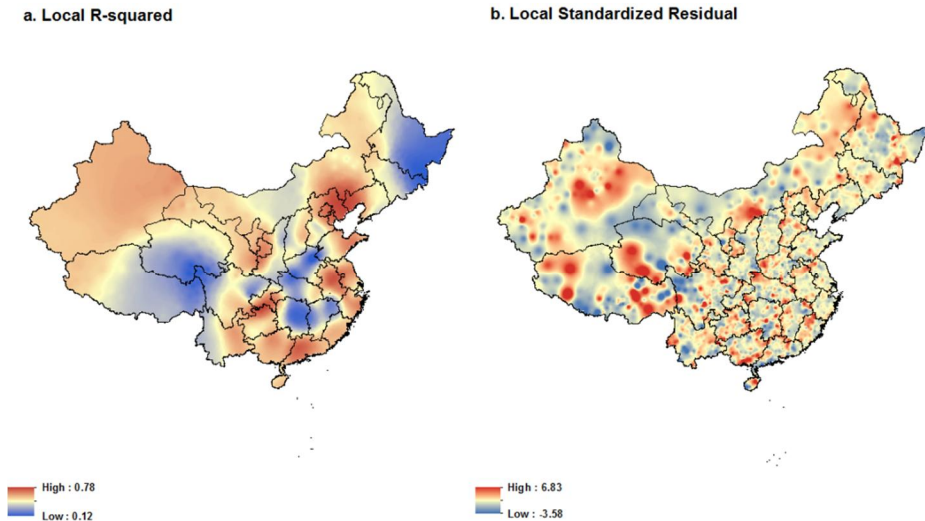 a. Local R-squared
b. Local Standardized Residual
High : 0.78
Low : 0.12
High : 6.83
Low : -3.58